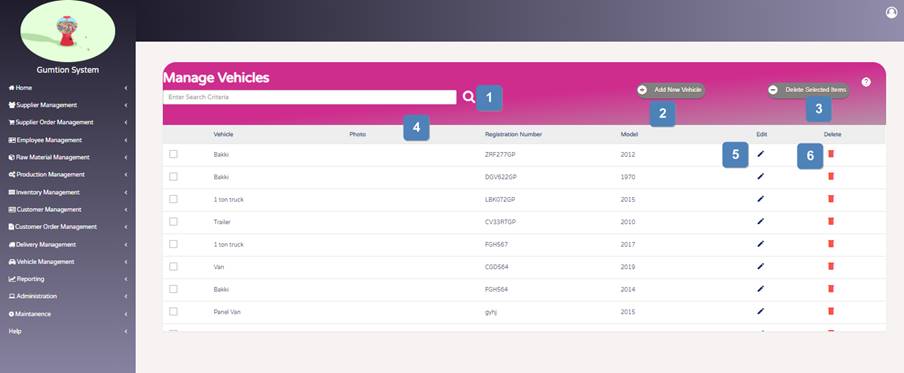 Gumtion System
Home
Supplier Management
Supplier Order Management
Employee Management
Raw Material Management
Production Management
Inventory Management
Customer Management
Customer Order Management
Delivery Management
Vehicle Management
Reporting
Administration
Maintanence
Help
Manage Vehicles
?
Enter Search Criteria
1
Add New Vehicle
Delete Selected Items
2
3
4
Vehicle Photo Registration Number Model Edit Delete
5
6
Bakki ZRF277GP 2012
Bakki DGV622GP 1970
1 ton truck LBK072GP 2015
Trailer CV33RTGP 2010
1 ton truck FGH567 2017
Van CGD564 2019
Bakki FGH564 2014
Panel Van gyhj 2015